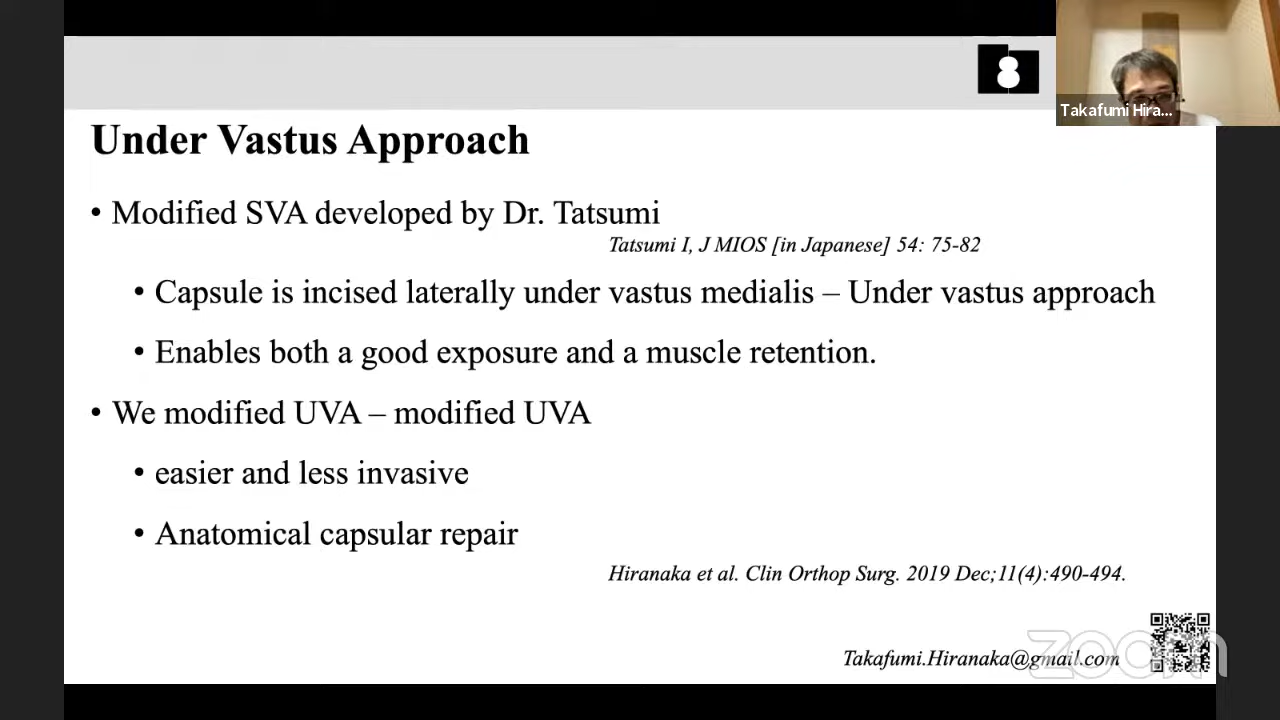 Takafumi Hira...
Under Vastus Approach
• Modified SVA developed by Dr. Tatsumi
Tatsumi I, J MIOS [in Japanese] 54: 75-82
• Capsule is incised laterally under vastus medialis – Under vastus approach
• Enables both a good exposure and a muscle retention.
• We modified UVA – modified UVA
• easier and less invasive
• Anatomical capsular repair
Hiranaka et al. Clin Orthop Surg. 2019 Dec;11(4):490-494.
Takafumi.Hiranaka@gmail.com
zoom